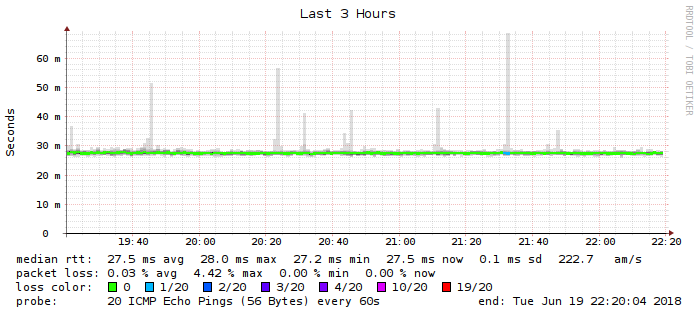 Last 3 Hours
RRDTOOL / TOBI OETIKER
Seconds
60 m
50 m
40 m
30 m
20 m
10 m
0
19:40 20:00 20:20 20:40 21:00 21:20 21:40 22:00 22:20
median rtt: 27.5 ms avg 28.0 ms max 27.2 ms min 27.5 ms now 0.1 ms sd 222.7 am/s
packet loss: 0.03 % avg 4.42 % max 0.00 % min 0.00 % now
loss color: 0 1/20 2/20 3/20 4/20 10/20 19/20
probe: 20 ICMP Echo Pings (56 Bytes) every 60s end: Tue Jun 19 22:20:04 2018